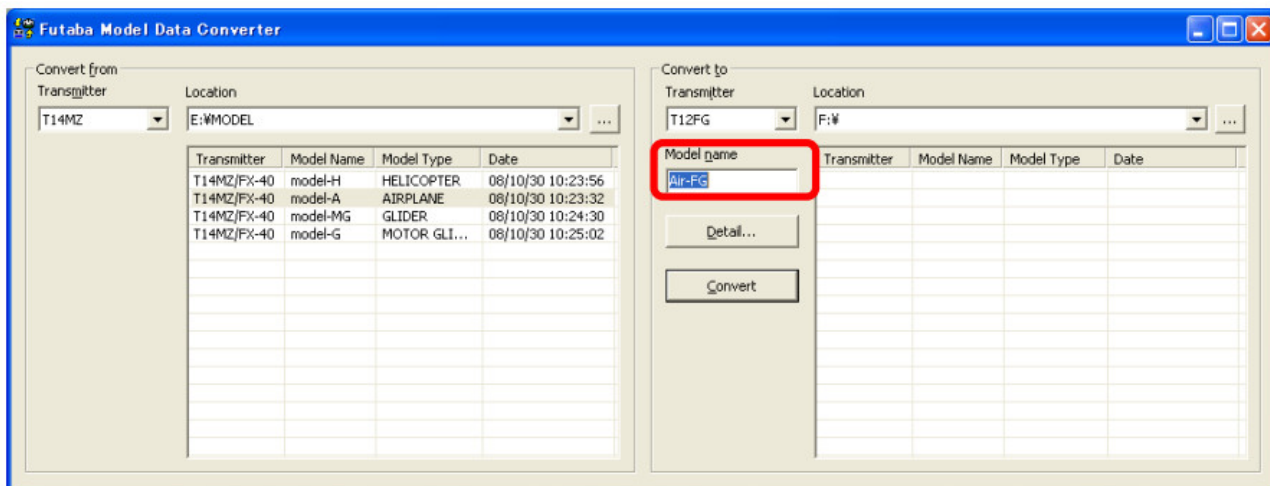 Futaba Model Data Converter
Convert from
Transmitter Location
T14MZ E:¥MODEL ...
Transmitter Model Name Model Type Date
T14MZ/FX-40 model-H HELICOPTER 08/10/30 10:23:56
T14MZ/FX-40 model-A AIRPLANE 08/10/30 10:23:32
T14MZ/FX-40 model-MG GLIDER 08/10/30 10:24:30
T14MZ/FX-40 model-G MOTOR GLI... 08/10/30 10:25:02
Convert to
Transmitter Location
T12FG F:¥ ...
Model name
Air-FG
Detail...
Convert
Transmitter Model Name Model Type Date